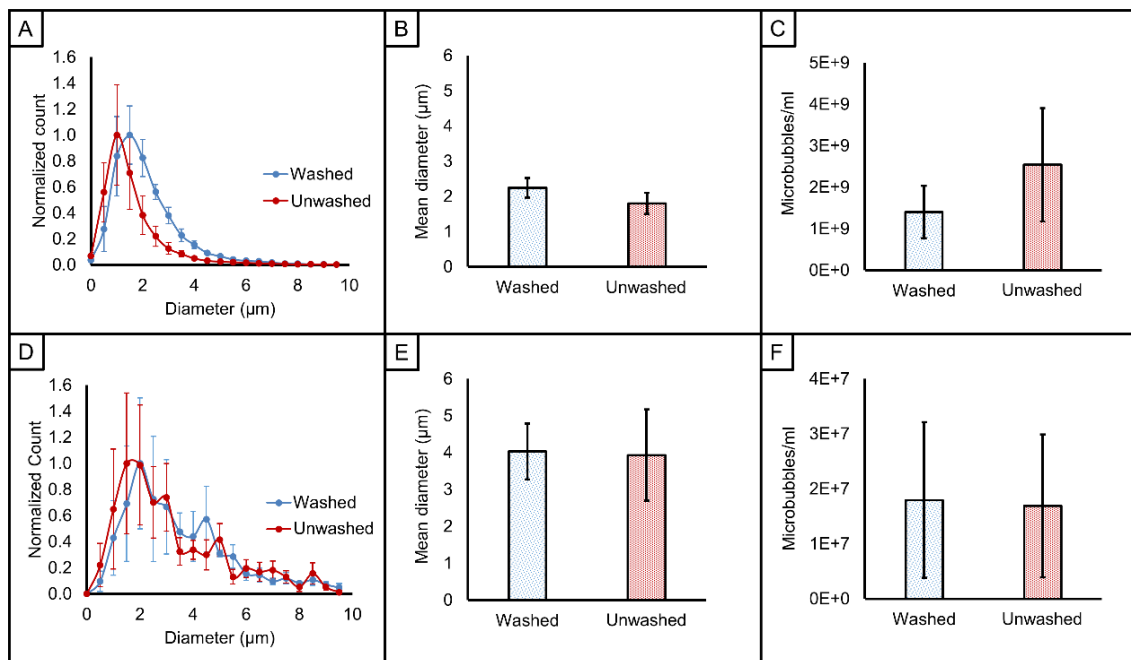 A
1.6
1.4
1.2
1.0
0.8
0.6
0.4
0.2
0.0
Normalized count
0 2 4 6 8 10
Diameter (µm)
Washed
Unwashed
B
6
5
4
3
2
1
0
Mean diameter (µm)
Washed Unwashed
C
5E+9
4E+9
3E+9
2E+9
1E+9
0E+0
Microbubbles/ml
Washed Unwashed
D
1.6
1.4
1.2
1.0
0.8
0.6
0.4
0.2
0.0
Normalized Count
0 2 4 6 8 10
Diameter (µm)
Washed
Unwashed
E
6
5
4
3
2
1
0
Mean diameter (µm)
Washed Unwashed
F
4E+7
3E+7
2E+7
1E+7
0E+0
Microbubbles/ml
Washed Unwashed